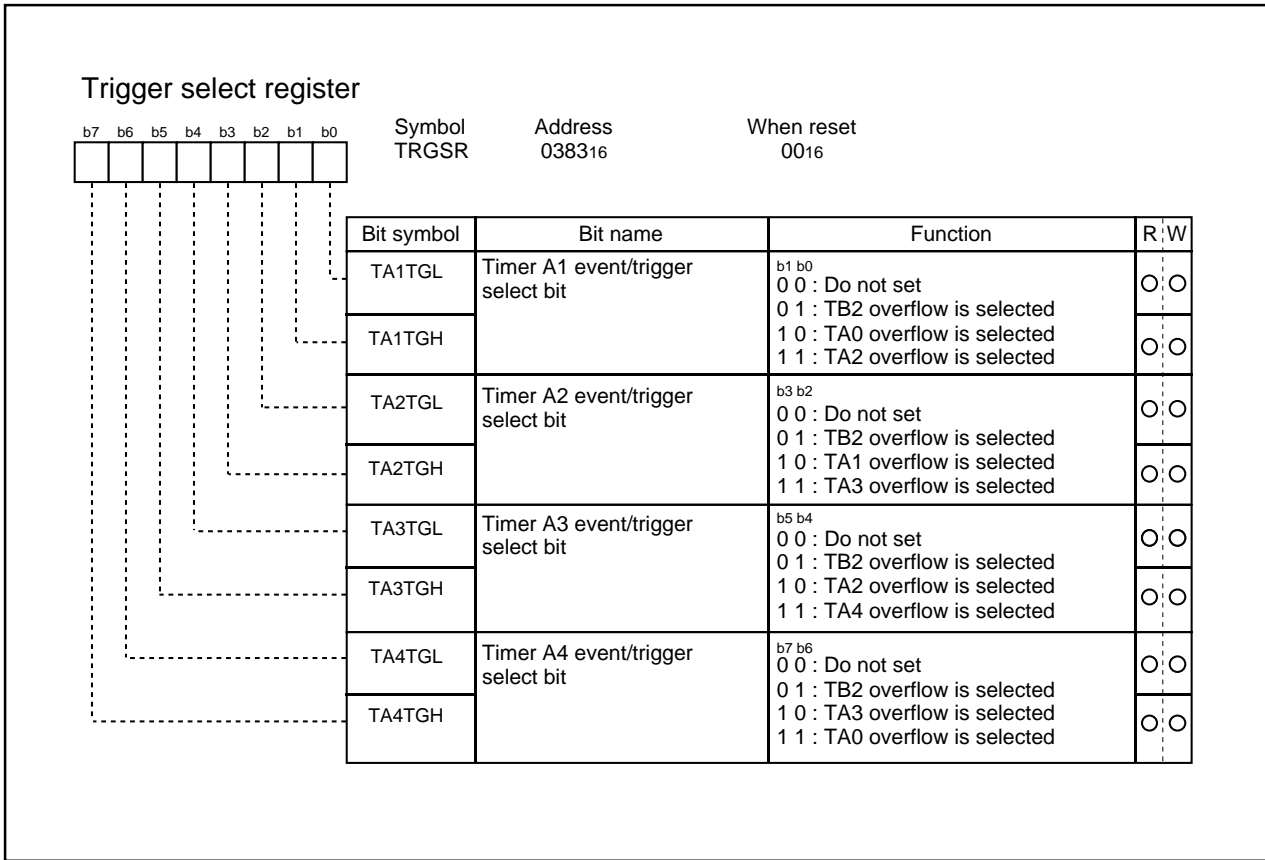 Trigger select register
b7 b6 b5 b4 b3 b2 b1 b0
Symbol Address When reset
TRGSR 038316 0016
Bit symbol Bit name Function R W
TA1TGL Timer A1 event/trigger select bit
b1 b0
0 0 : Do not set
0 1 : TB2 overflow is selected
TA1TGH
1 0 : TA0 overflow is selected
1 1 : TA2 overflow is selected
TA2TGL Timer A2 event/trigger select bit
b3 b2
0 0 : Do not set
0 1 : TB2 overflow is selected
TA2TGH
1 0 : TA1 overflow is selected
1 1 : TA3 overflow is selected
TA3TGL Timer A3 event/trigger select bit
b5 b4
0 0 : Do not set
0 1 : TB2 overflow is selected
TA3TGH
1 0 : TA2 overflow is selected
1 1 : TA4 overflow is selected
TA4TGL Timer A4 event/trigger select bit
b7 b6
0 0 : Do not set
0 1 : TB2 overflow is selected
TA4TGH
1 0 : TA3 overflow is selected
1 1 : TA0 overflow is selected